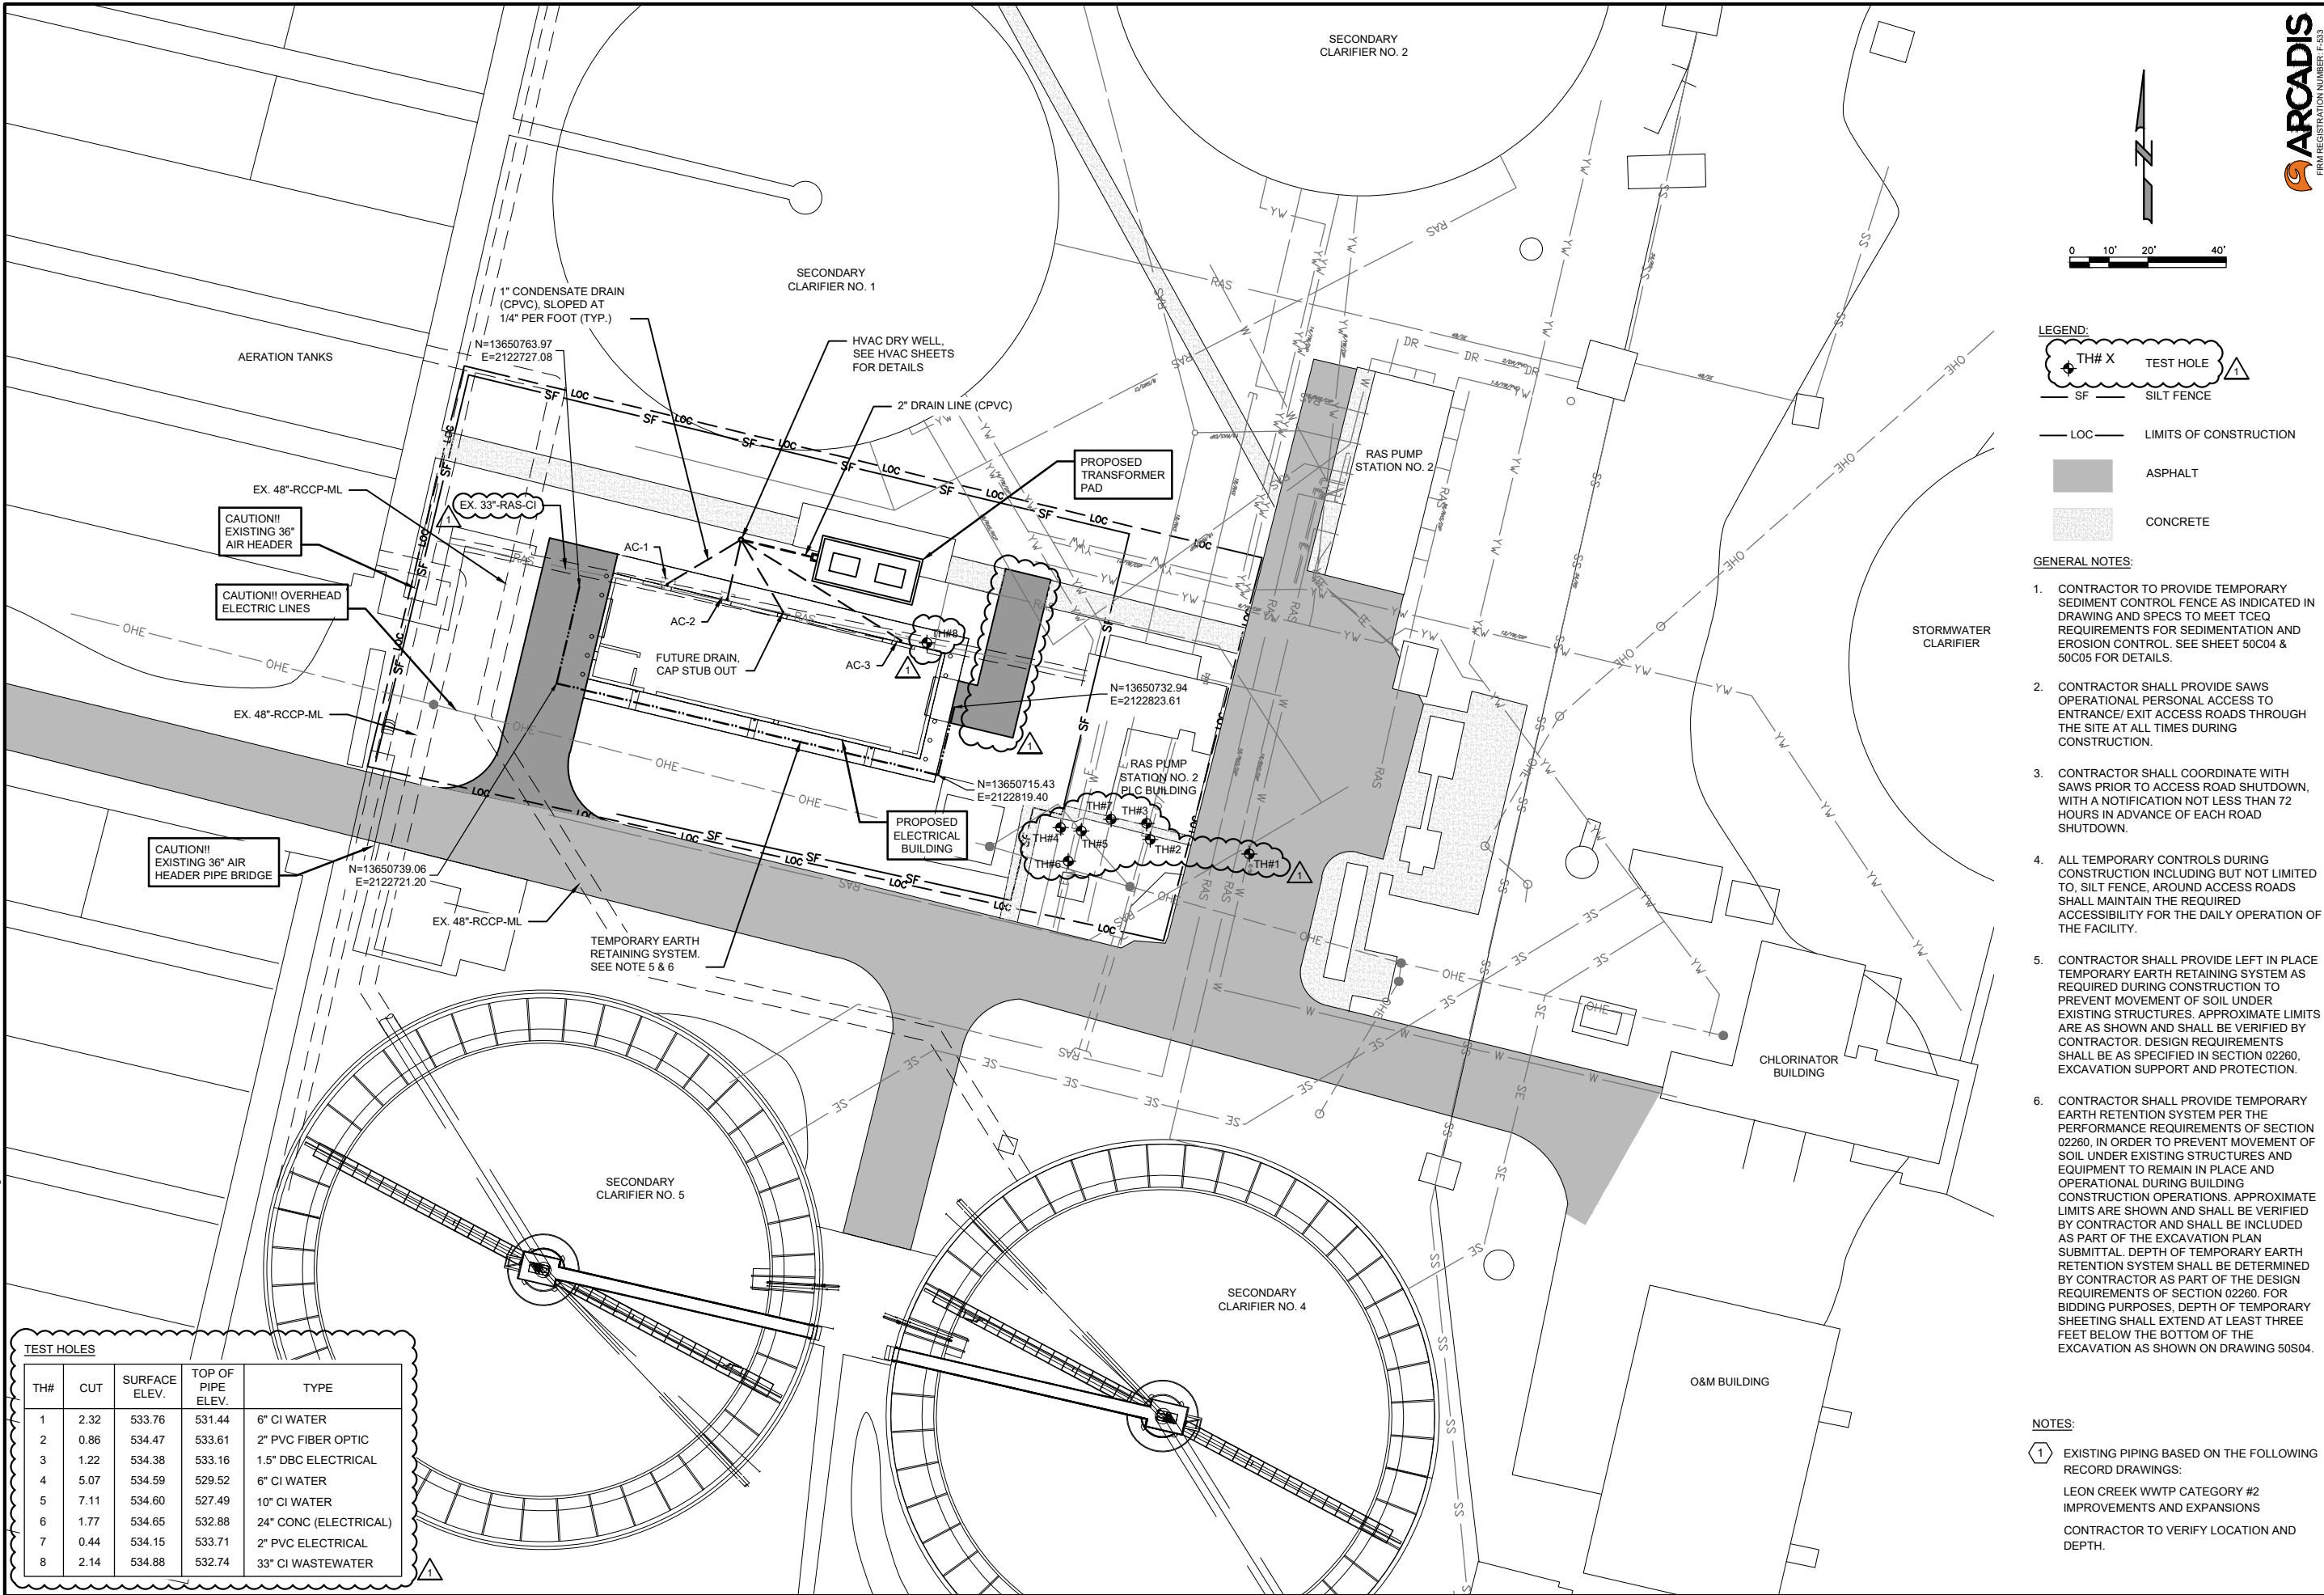 SECONDARY
CLARIFIER NO. 2
ARCADIS
FIRM REGISTRATION NUMBER: F-533
N
0 10' 20' 40'
SECONDARY
CLARIFIER NO. 1
1" CONDENSATE DRAIN
(CPVC), SLOPED AT
1/4" PER FOOT (TYP.)
N=13650763.97
E=2122727.08
HVAC DRY WELL,
SEE HVAC SHEETS
FOR DETAILS
AERATION TANKS
2" DRAIN LINE (CPVC)
PROPOSED
TRANSFORMER
PAD
RAS PUMP
STATION NO. 2
EX. 48"-RCCP-ML
EX. 33"-RAS-CI
CAUTION!!
EXISTING 36"
AIR HEADER
AC-1
CAUTION!! OVERHEAD
ELECTRIC LINES
AC-2
FUTURE DRAIN,
CAP STUB OUT
AC-3
TH#8
N=13650732.94
E=2122823.61
EX. 48"-RCCP-ML
STORMWATER
CLARIFIER
RAS PUMP
STATION NO. 2
PLC BUILDING
N=13650715.43
E=2122819.40
PROPOSED
ELECTRICAL
BUILDING
TH#7
TH#3
TH#4
TH#5
TH#2
TH#6
TH#1
CAUTION!!
EXISTING 36" AIR
HEADER PIPE BRIDGE
N=13650739.06
E=2122721.20
EX. 48"-RCCP-ML
TEMPORARY EARTH
RETAINING SYSTEM.
SEE NOTE 5 & 6
CHLORINATOR
BUILDING
SECONDARY
CLARIFIER NO. 5
SECONDARY
CLARIFIER NO. 4
O&M BUILDING
LEGEND:
TH# X TEST HOLE 1
SF SILT FENCE
LOC LIMITS OF CONSTRUCTION
ASPHALT
CONCRETE
GENERAL NOTES:
1. CONTRACTOR TO PROVIDE TEMPORARY
SEDIMENT CONTROL FENCE AS INDICATED IN
DRAWING AND SPECS TO MEET TCEQ
REQUIREMENTS FOR SEDIMENTATION AND
EROSION CONTROL. SEE SHEET 50C04 &
50C05 FOR DETAILS.
2. CONTRACTOR SHALL PROVIDE SAWS
OPERATIONAL PERSONAL ACCESS TO
ENTRANCE/ EXIT ACCESS ROADS THROUGH
THE SITE AT ALL TIMES DURING
CONSTRUCTION.
3. CONTRACTOR SHALL COORDINATE WITH
SAWS PRIOR TO ACCESS ROAD SHUTDOWN,
WITH A NOTIFICATION NOT LESS THAN 72
HOURS IN ADVANCE OF EACH ROAD
SHUTDOWN.
4. ALL TEMPORARY CONTROLS DURING
CONSTRUCTION INCLUDING BUT NOT LIMITED
TO, SILT FENCE, AROUND ACCESS ROADS
SHALL MAINTAIN THE REQUIRED
ACCESSIBILITY FOR THE DAILY OPERATION OF
THE FACILITY.
5. CONTRACTOR SHALL PROVIDE LEFT IN PLACE
TEMPORARY EARTH RETAINING SYSTEM AS
REQUIRED DURING CONSTRUCTION TO
PREVENT MOVEMENT OF SOIL UNDER
EXISTING STRUCTURES. APPROXIMATE LIMITS
ARE AS SHOWN AND SHALL BE VERIFIED BY
CONTRACTOR. DESIGN REQUIREMENTS
SHALL BE AS SPECIFIED IN SECTION 02260,
EXCAVATION SUPPORT AND PROTECTION.
6. CONTRACTOR SHALL PROVIDE TEMPORARY
EARTH RETENTION SYSTEM PER THE
PERFORMANCE REQUIREMENTS OF SECTION
02260, IN ORDER TO PREVENT MOVEMENT OF
SOIL UNDER EXISTING STRUCTURES AND
EQUIPMENT TO REMAIN IN PLACE AND
OPERATIONAL DURING BUILDING
CONSTRUCTION OPERATIONS. APPROXIMATE
LIMITS ARE SHOWN AND SHALL BE VERIFIED
BY CONTRACTOR AND SHALL BE INCLUDED
AS PART OF THE EXCAVATION PLAN
SUBMITTAL. DEPTH OF TEMPORARY EARTH
RETENTION SYSTEM SHALL BE DETERMINED
BY CONTRACTOR AS PART OF THE DESIGN
REQUIREMENTS OF SECTION 02260. FOR
BIDDING PURPOSES, DEPTH OF TEMPORARY
SHEETING SHALL EXTEND AT LEAST THREE
FEET BELOW THE BOTTOM OF THE
EXCAVATION AS SHOWN ON DRAWING 50S04.
NOTES:
1 EXISTING PIPING BASED ON THE FOLLOWING
RECORD DRAWINGS:
LEON CREEK WWTP CATEGORY #2
IMPROVEMENTS AND EXPANSIONS
CONTRACTOR TO VERIFY LOCATION AND
DEPTH.
TEST HOLES
TH# CUT SURFACE ELEV. TOP OF PIPE ELEV. TYPE
1 2.32 533.76 531.44 6" CI WATER
2 0.86 534.47 533.61 2" PVC FIBER OPTIC
3 1.22 534.38 533.16 1.5" DBC ELECTRICAL
4 5.07 534.59 529.52 6" CI WATER
5 7.11 534.60 527.49 10" CI WATER
6 1.77 534.65 532.88 24" CONC (ELECTRICAL)
7 0.44 534.15 533.71 2" PVC ELECTRICAL
8 2.14 534.88 532.74 33" CI WASTEWATER
1